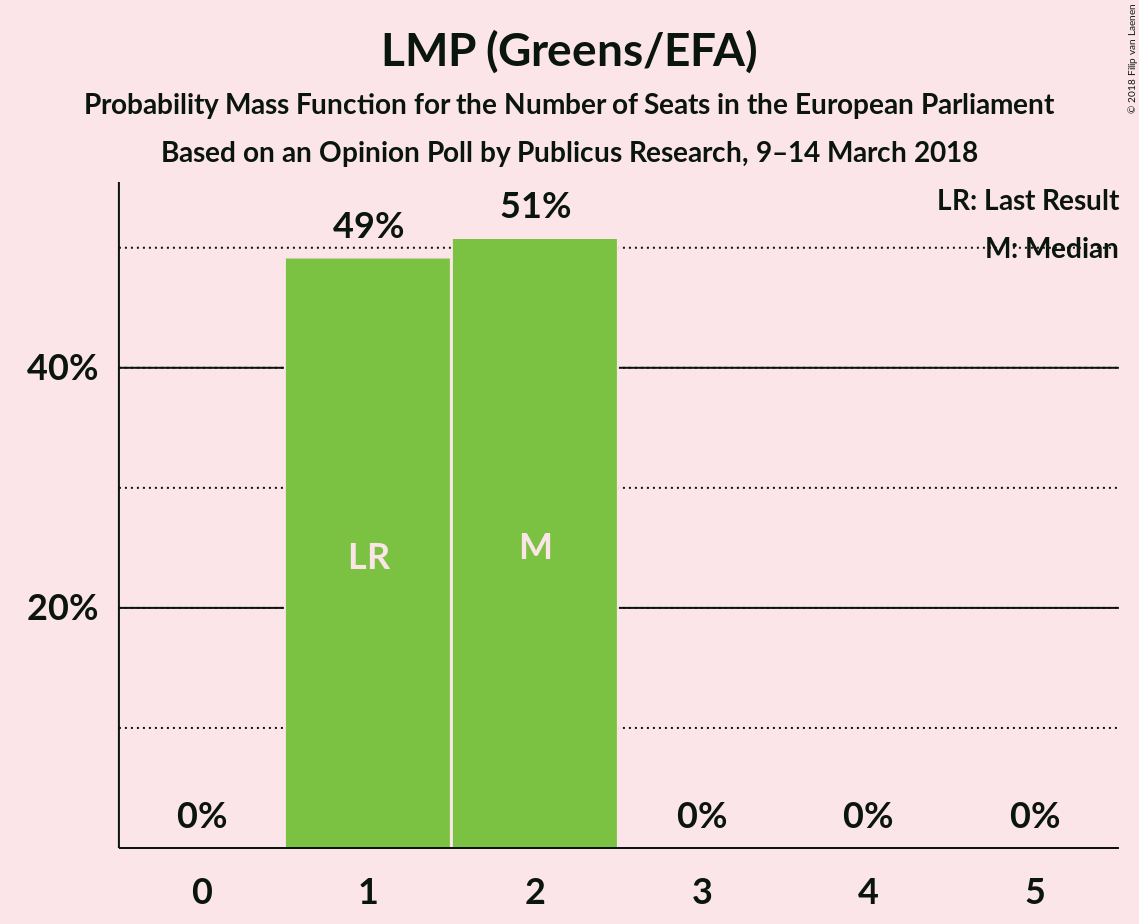 LMP (Greens/EFA)
Probability Mass Function for the Number of Seats in the European Parliament
Based on an Opinion Poll by Publicus Research, 9–14 March 2018
© 2018 Filip van Laenen
LR: Last Result
M: Median
49%
51%
40%
20%
LR
M
0%
0%
0%
0%
0
1
2
3
4
5